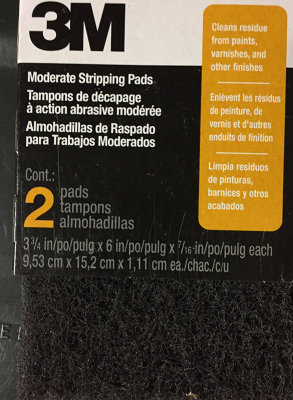 3M
Moderate Stripping Pads
Tampons de décapage
à action abrasive modérée
Almohadillas de Raspado
para Trabajos Moderados
Cont.:
2 pads
tampons
almohadillas
3 3/4 in/po/pulg x 6 in/po/pulg x 7/16-in/po/pulg each
9,53 cm x 15,2 cm x 1,11 cm ea./chac./c/u
Cleans residue
from paints,
varnishes, and
other finishes
Enlèvent les résidus
de peinture, de
vernis et d'autres
enduits de finition
Limpia residuos
de pinturas,
barnices y otros
acabados